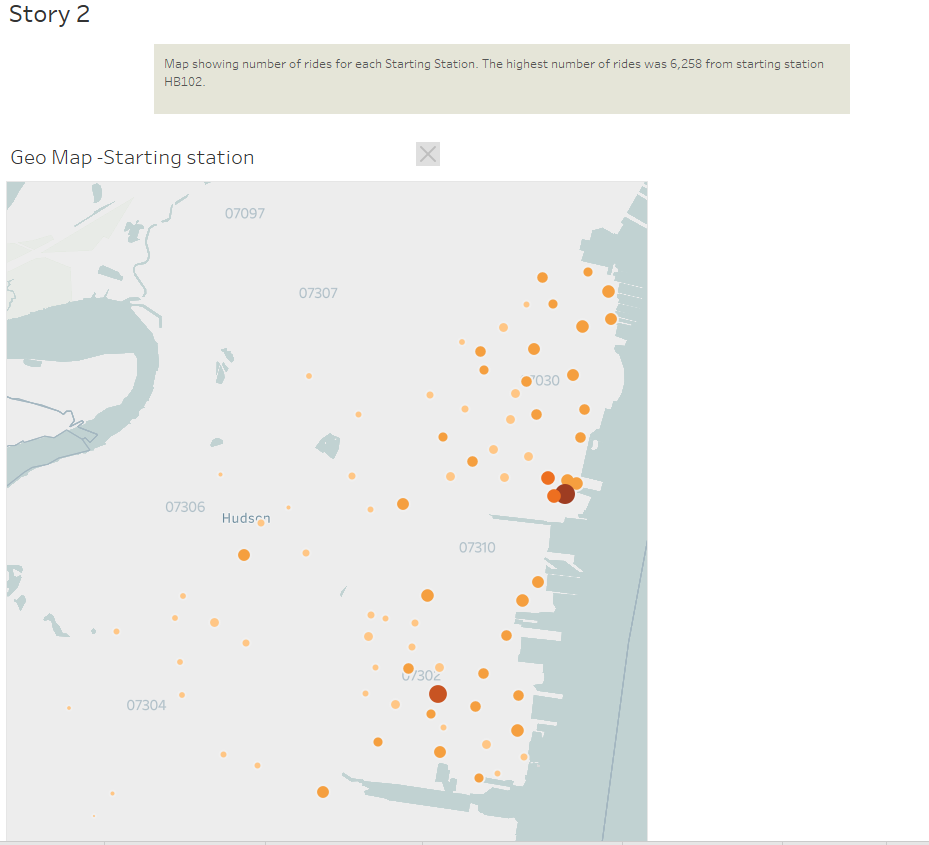 Story 2
Map showing number of rides for each Starting Station. The highest number of rides was 6,258 from starting station
HB102.
Geo Map -Starting station
07097
07307
7030
07306
Hudson
07310
07302
07304